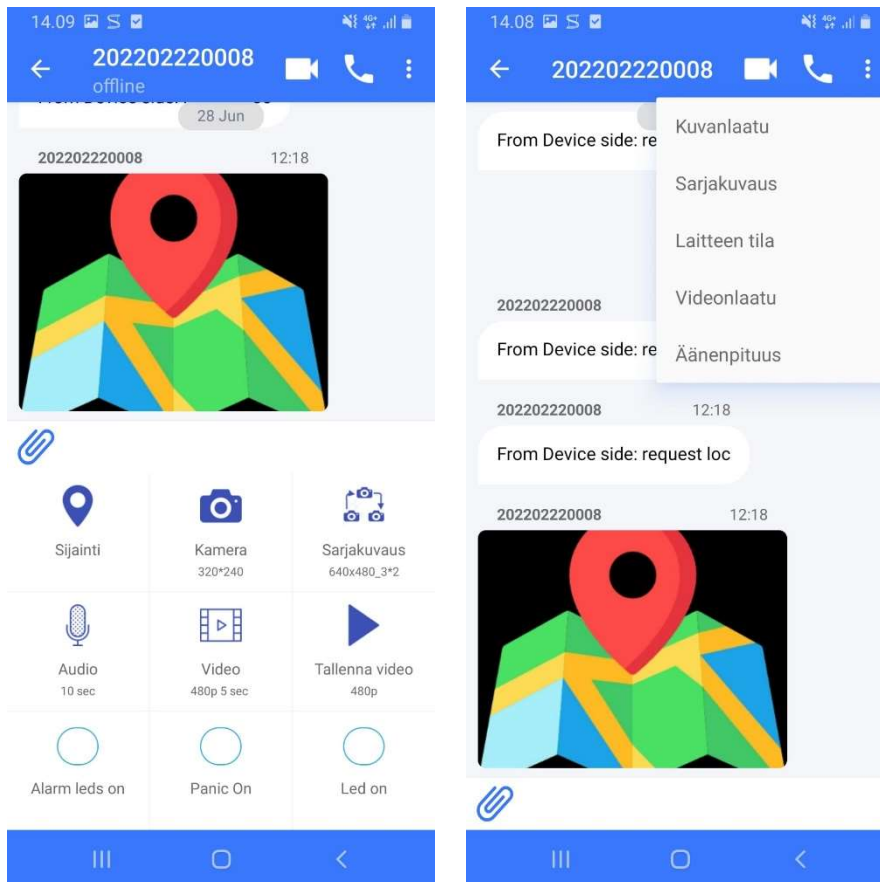 14.09
202202220008
offline
28 Jun
202202220008 12:18
Sijainti
Kamera
320*240
Sarjakuvaus
640x480_3*2
Audio
10 sec
Video
480p 5 sec
Tallenna video
480p
Alarm leds on
Panic On
Led on
14.08
4G+
202202220008
From Device side: re
Kuvanlaatu
Sarjakuvaus
Laitteen tila
Videonlaatu
Äänenpituus
202202220008
From Device side: re
202202220008 12:18
From Device side: request loc
202202220008 12:18